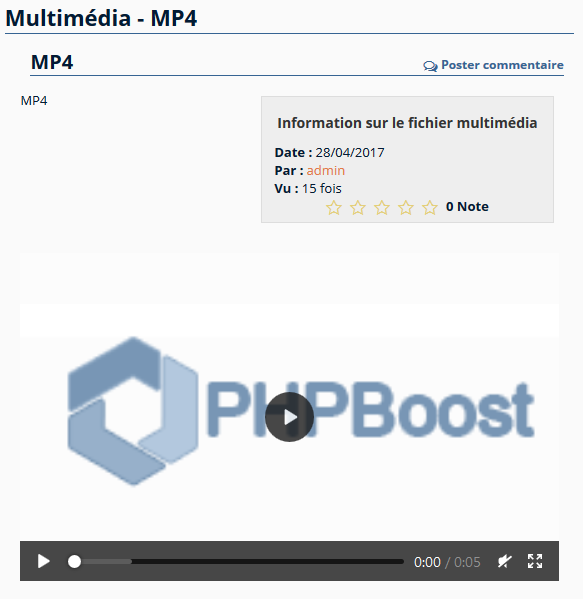 Multimédia - MP4
MP4
Poster commentaire
MP4
Information sur le fichier multimédia
Date : 28/04/2017
Par : admin
Vu : 15 fois
0 Note
PHPBoost
0:00 / 0:05